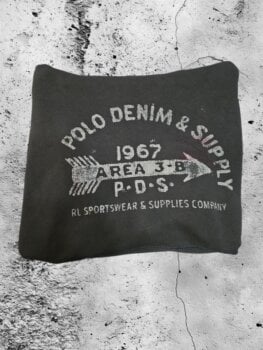 POLO DENIM & SUPPLY
1967
AREA 3-B
P·D·S·
RL SPORTSWEAR & SUPPLIES COMPANY